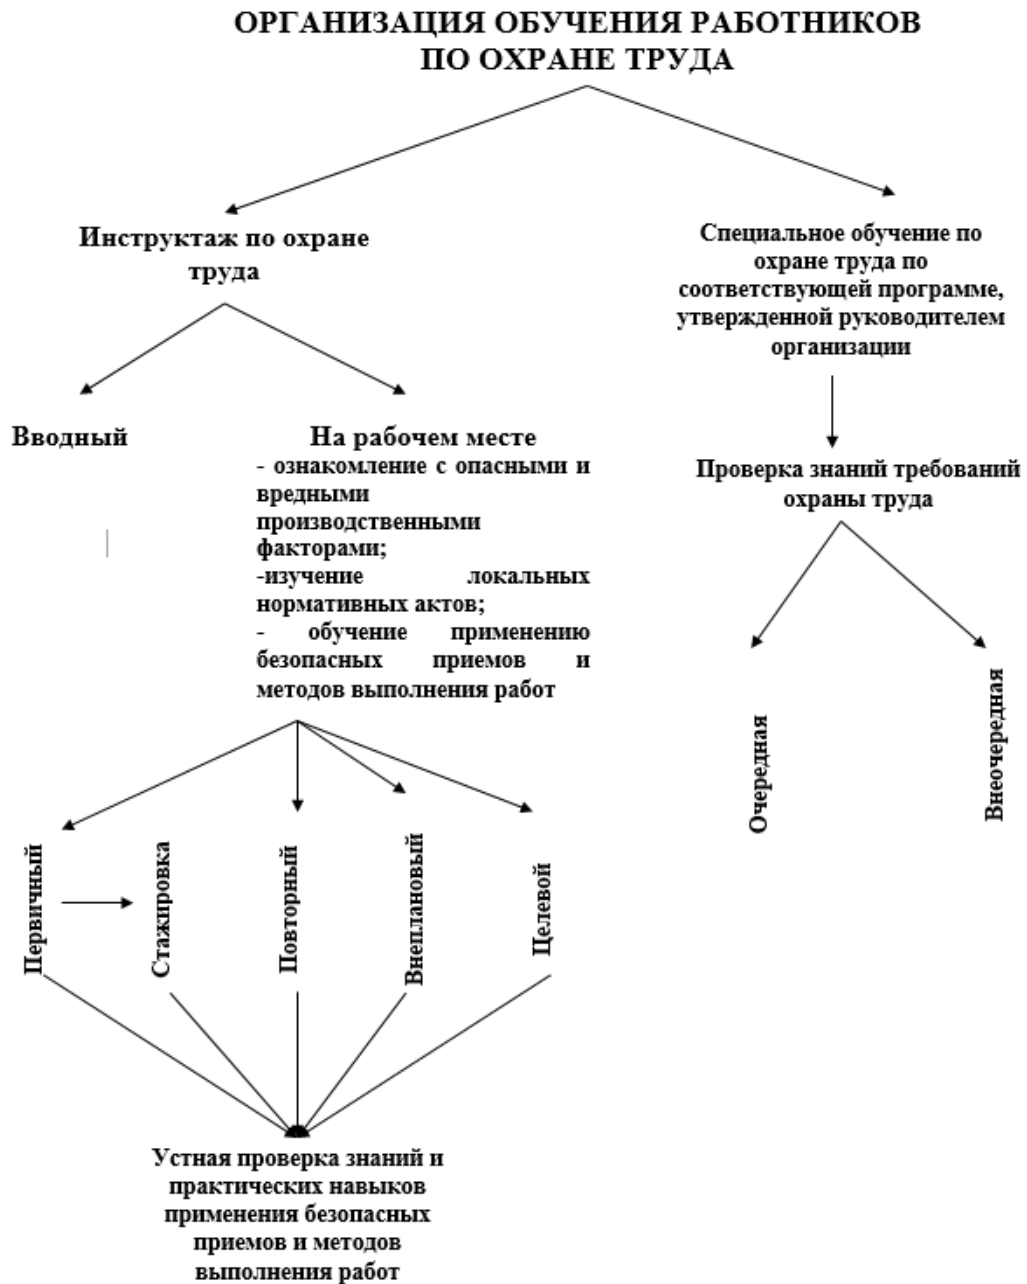 ОРГАНИЗАЦИЯ ОБУЧЕНИЯ РАБОТНИКОВ
ПО ОХРАНЕ ТРУДА
Инструктаж по охране
труда
Специальное обучение по
охране труда по
соответствующей программе,
утвержденной руководителем
организации
Вводный
На рабочем месте
- ознакомление с опасными и
вредными
производственными
факторами;
-изучение локальных
нормативных актов;
- обучение применению
безопасных приемов и
методов выполнения работ
Проверка знаний требований
охраны труда
Очередная
Внеочередная
Первичный
Стажировка
Повторный
Внеплановый
Целевой
Устная проверка знаний и
практических навыков
применения безопасных
приемов и методов
выполнения работ